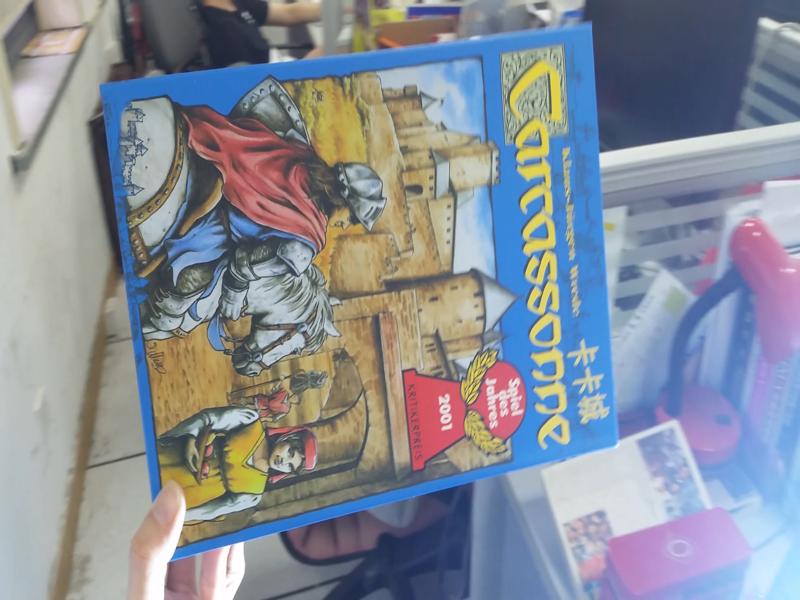 Klaus-Jürgen Wrede
Carcassonne
卡卡城
Spiel
des
Jahres
2001
KRITIKERPREIS